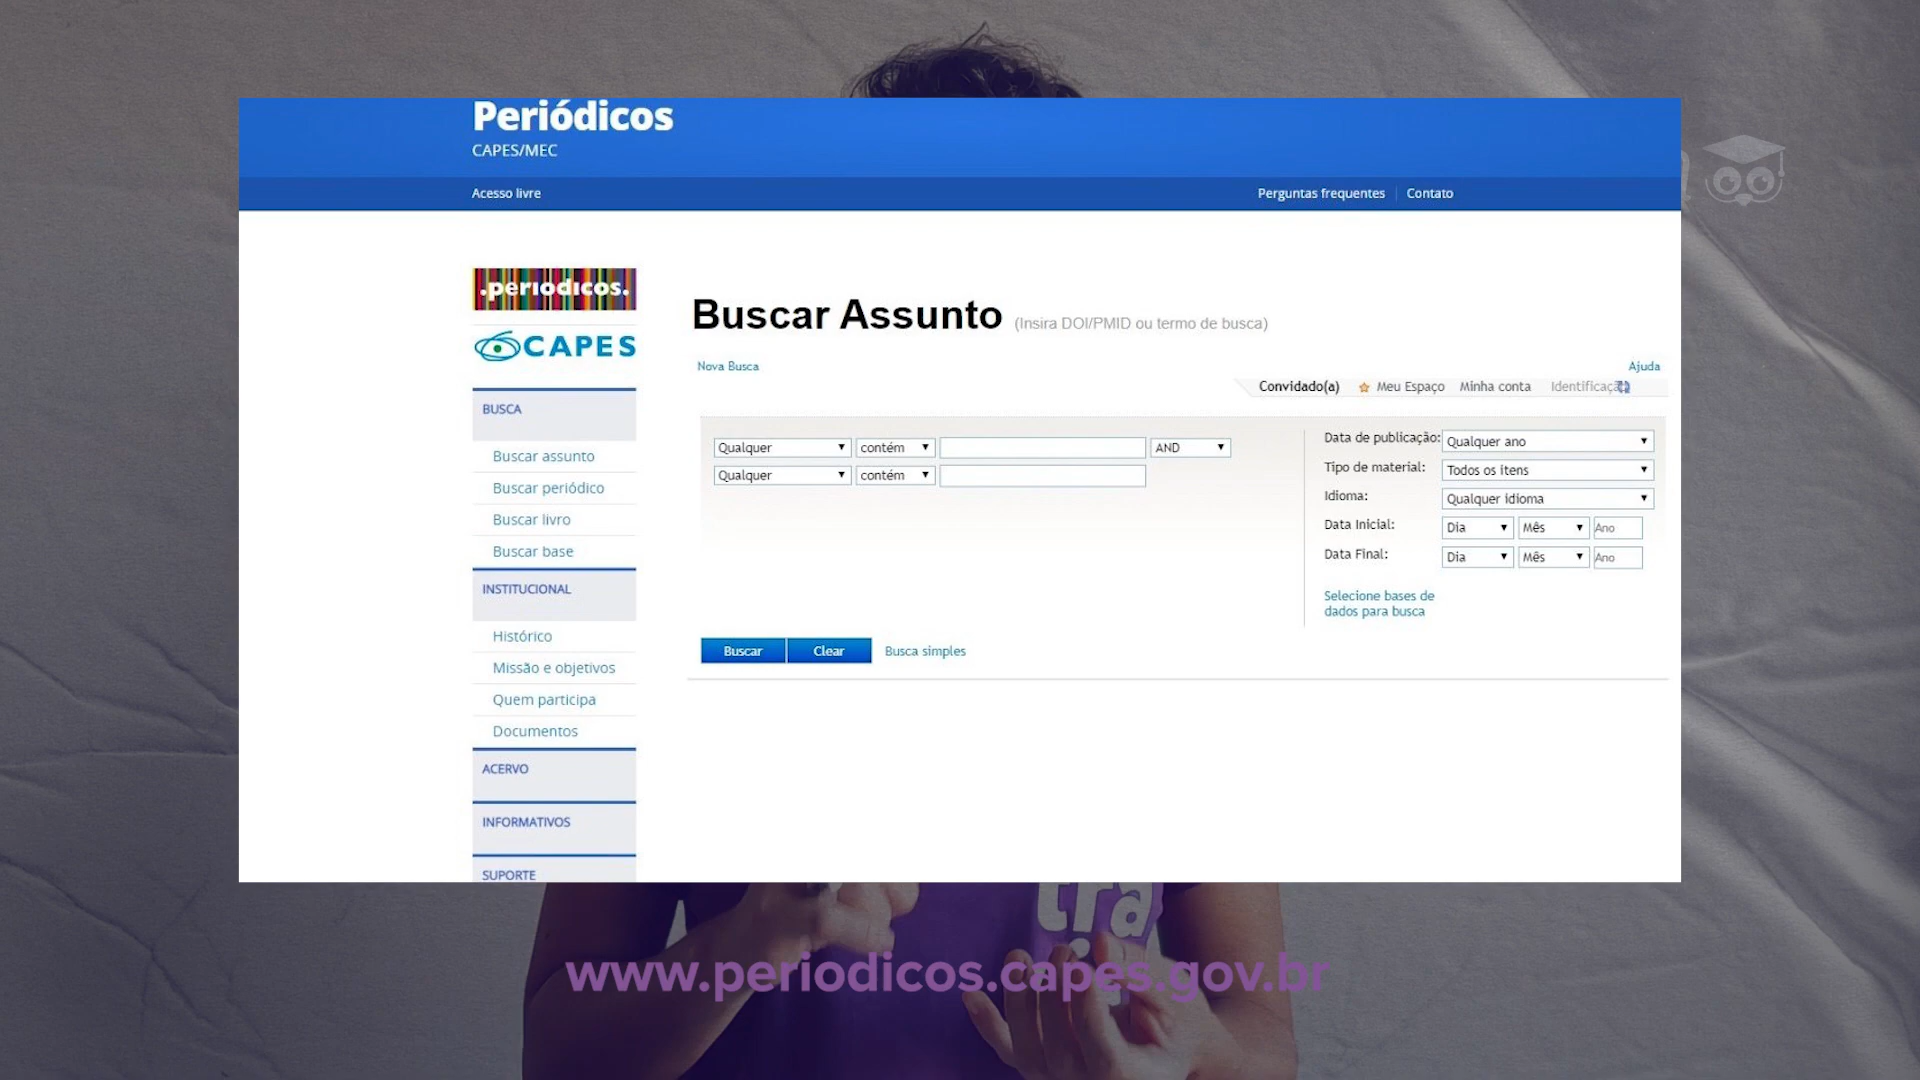 Periódicos
CAPES/MEC
Acesso livre
Perguntas frequentes
Contato
.periodicos.
CAPES
BUSCA
Buscar assunto
Buscar periódico
Buscar livro
Buscar base
INSTITUCIONAL
Histórico
Missão e objetivos
Quem participa
Documentos
ACERVO
INFORMATIVOS
SUPORTE
Buscar Assunto (Insira DOI/PMID ou termo de busca)
Nova Busca
Ajuda
Convidado(a) Meu Espaço Minha conta
Qualquer contém AND
Qualquer contém
Data de publicação: Qualquer ano
Tipo de material: Todos os itens
Idioma: Qualquer idioma
Data Inicial: Dia Mês Ano
Data Final: Dia Mês Ano
Selecione bases de
dados para busca
Buscar Clear Busca simples
tra
www.periodicos.capes.gov.br